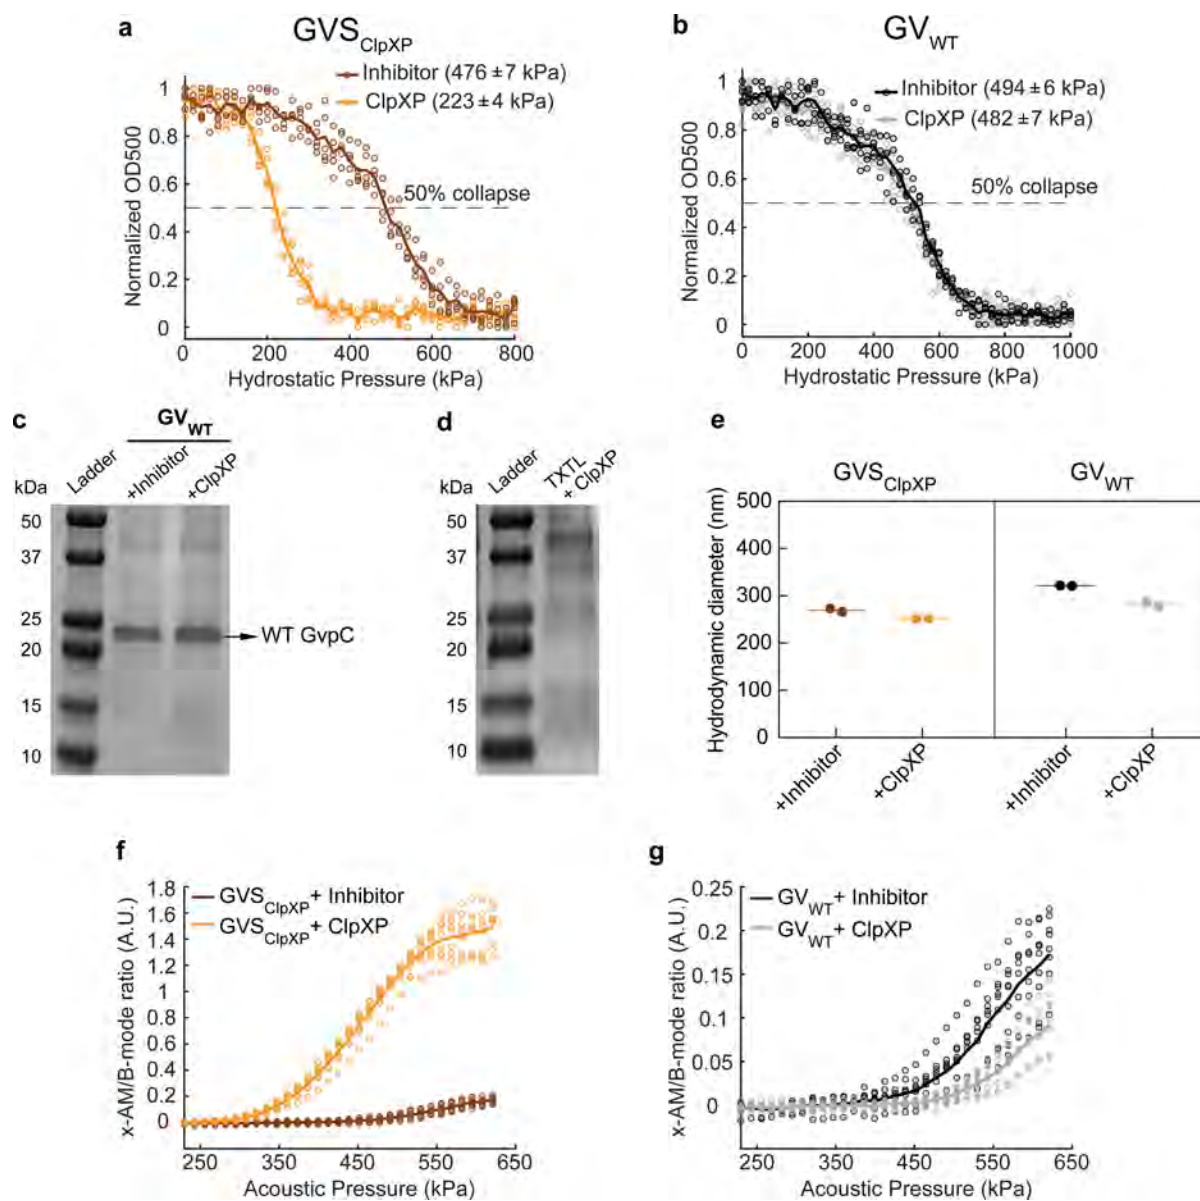 a
GVS_ClpXP
Inhibitor (476 ±7 kPa)
ClpXP (223 ±4 kPa)
50% collapse
Normalized OD500
1
0.8
0.6
0.4
0.2
0
0 200 400 600 800
Hydrostatic Pressure (kPa)
b
GV_WT
Inhibitor (494 ±6 kPa)
ClpXP (482 ±7 kPa)
50% collapse
Normalized OD500
1
0.8
0.6
0.4
0.2
0
0 200 400 600 800 1000
Hydrostatic Pressure (kPa)
c
GV_WT
kDa
Ladder
+Inhibitor
+ClpXP
50
37
25
20
15
10
WT GvpC
d
kDa
Ladder
TXTL
+ ClpXP
50
37
25
20
15
10
e
GVS_ClpXP
GV_WT
Hydrodynamic diameter (nm)
500
400
300
200
100
0
+Inhibitor
+ClpXP
+Inhibitor
+ClpXP
f
GVS_ClpXP + Inhibitor
GVS_ClpXP + ClpXP
x-AM/B-mode ratio (A.U.)
1.8
1.6
1.4
1.2
1
0.8
0.6
0.4
0.2
0
250 350 450 550 650
Acoustic Pressure (kPa)
g
GV_WT + Inhibitor
GV_WT + ClpXP
x-AM/B-mode ratio (A.U.)
0.25
0.2
0.15
0.1
0.05
0
250 350 450 550 650
Acoustic Pressure (kPa)